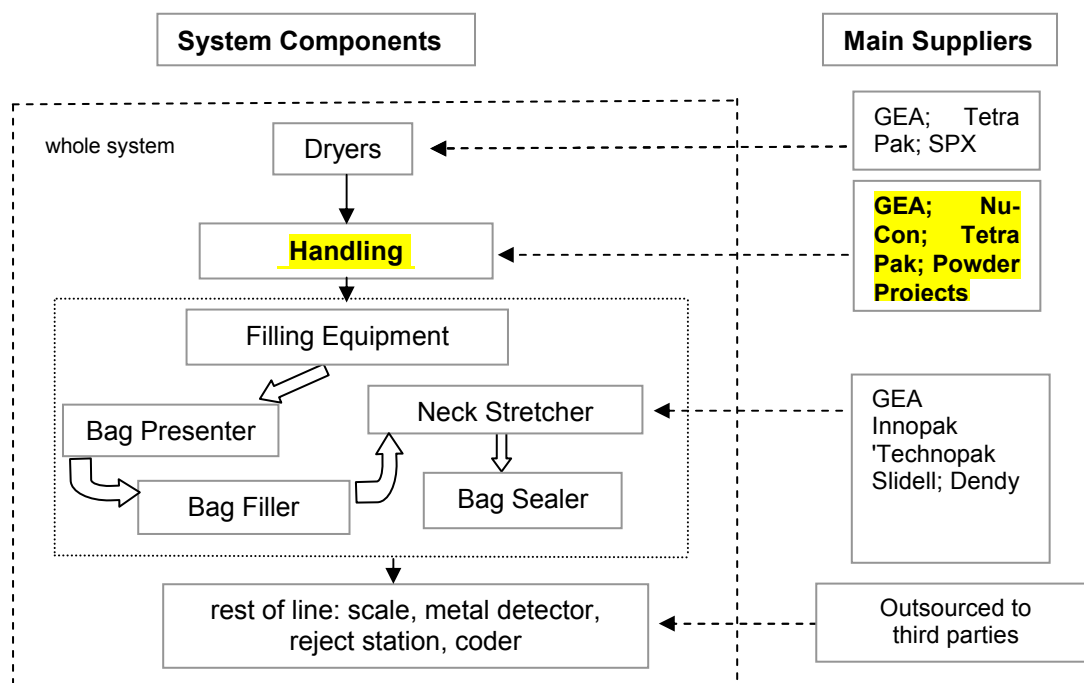 System Components
Main Suppliers
whole system
Dryers
GEA; Tetra
Pak; SPX
Handling
GEA; Nu-
Con; Tetra
Pak; Powder
Projects
Filling Equipment
Bag Presenter
Neck Stretcher
Bag Filler
Bag Sealer
GEA
Innopak
'Technopak
Slidell; Dendy
rest of line: scale, metal detector,
reject station, coder
Outsourced to
third parties